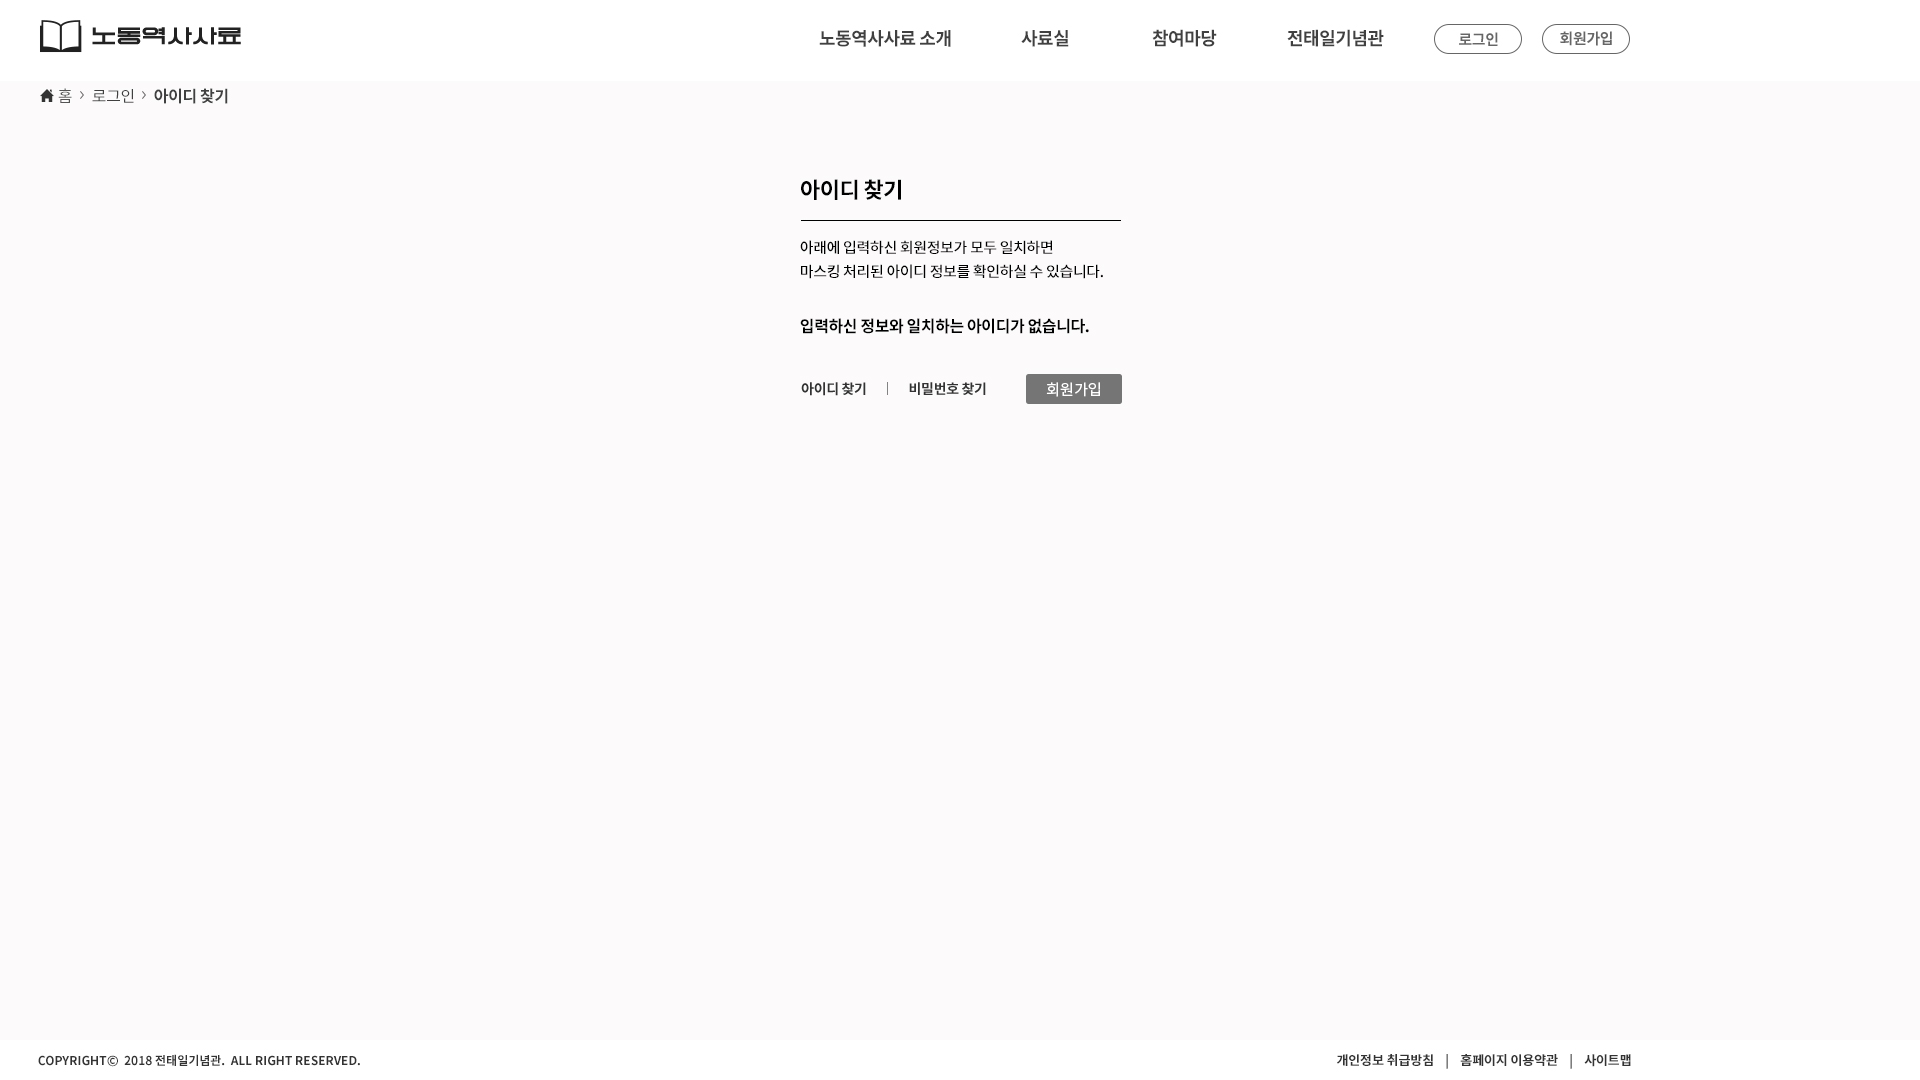 노동역사사료
노동역사사료 소개 사료실 참여마당 전태일기념관 로그인 회원가입
홈 › 로그인 › 아이디 찾기
아이디 찾기
아래에 입력하신 회원정보가 모두 일치하면
마스킹 처리된 아이디 정보를 확인하실 수 있습니다.
입력하신 정보와 일치하는 아이디가 없습니다.
아이디 찾기 | 비밀번호 찾기 회원가입
COPYRIGHT© 2018 전태일기념관. ALL RIGHT RESERVED. 개인정보 취급방침 | 홈페이지 이용약관 | 사이트맵